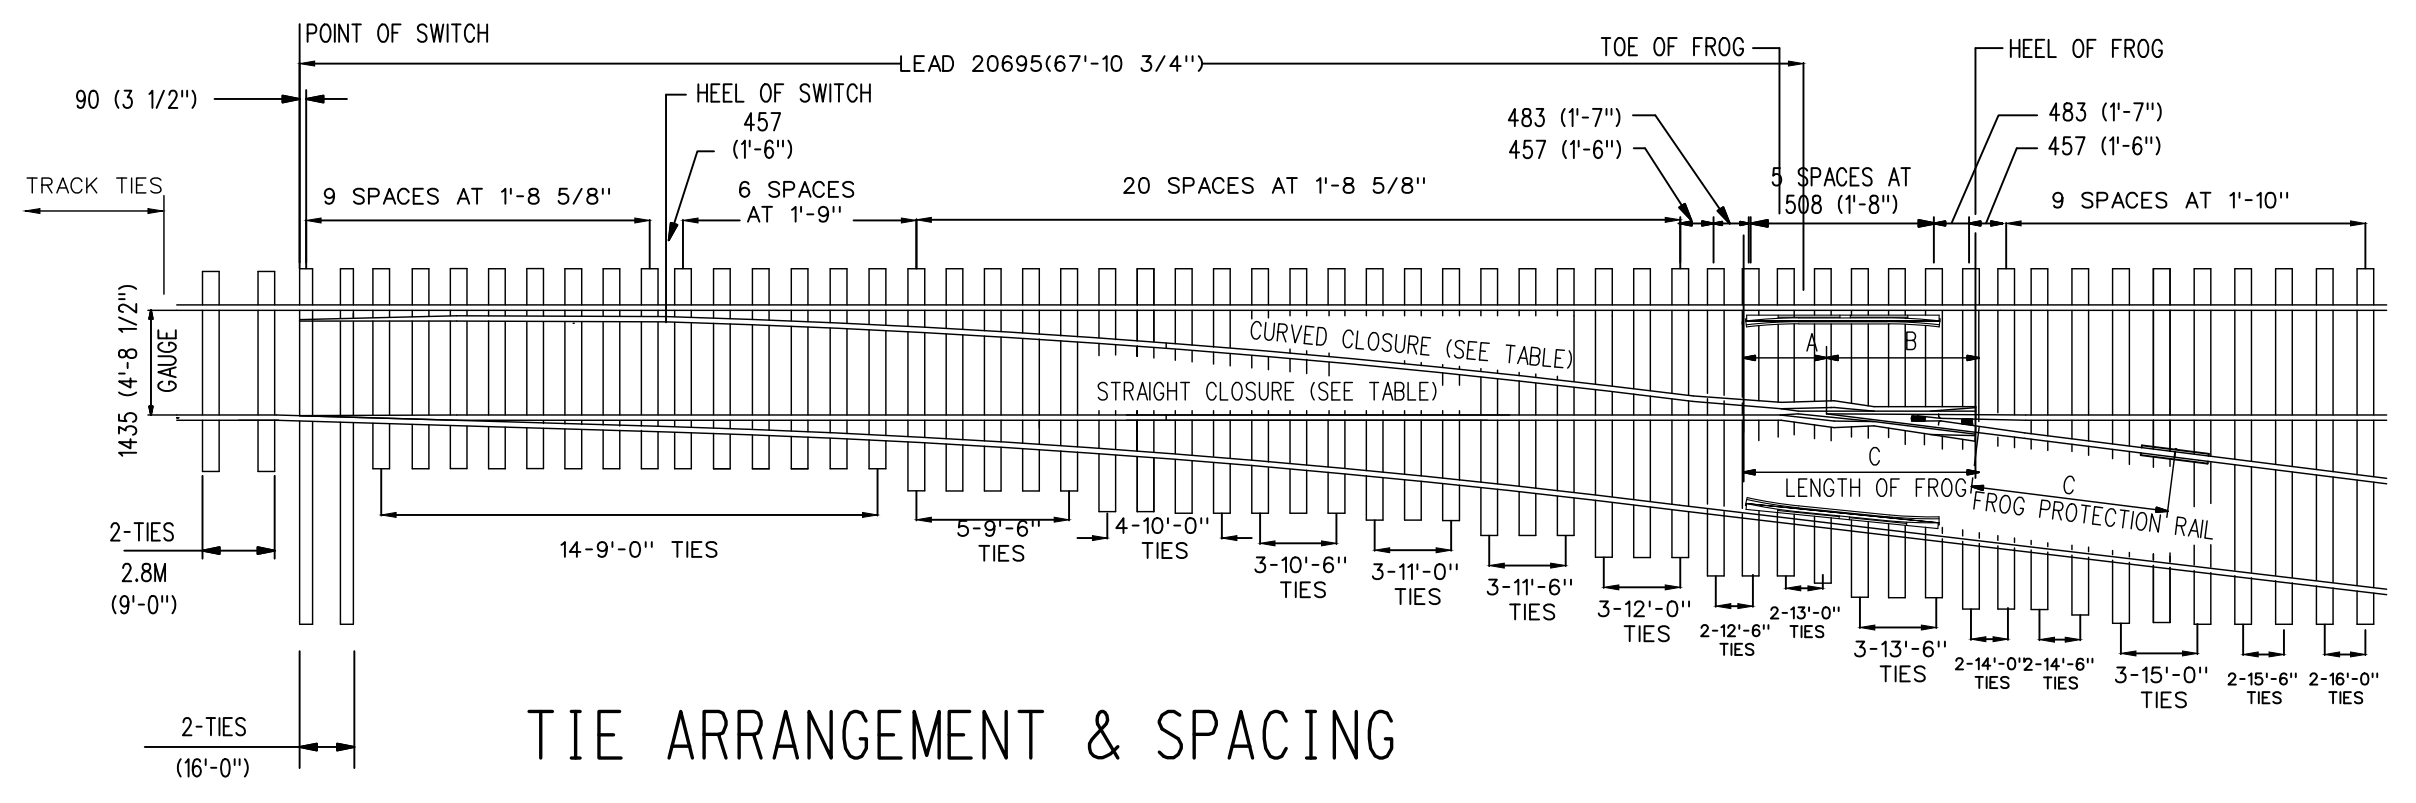 POINT OF SWITCH
LEAD 20695(67'-10 3/4")
TOE OF FROG
HEEL OF FROG
90 (3 1/2")
HEEL OF SWITCH
457
(1'-6")
483 (1'-7")
457 (1'-6")
483 (1'-7")
457 (1'-6")
TRACK TIES
9 SPACES AT 1'-8 5/8"
6 SPACES
AT 1'-9"
20 SPACES AT 1'-8 5/8"
5 SPACES AT
508 (1'-8")
9 SPACES AT 1'-10"
1435 (4'-8 1/2")
GAUGE
CURVED CLOSURE (SEE TABLE)
STRAIGHT CLOSURE (SEE TABLE)
A
B
C
LENGTH OF FROG
C
FROG PROTECTION RAIL
2-TIES
2.8M
(9'-0")
14-9'-0" TIES
5-9'-6"
TIES
4-10'-0"
TIES
3-10'-6"
TIES
3-11'-0"
TIES
3-11'-6"
TIES
3-12'-0"
TIES
2-12'-6"
TIES
2-13'-0"
TIES
3-13'-6"
TIES
2-14'-0"
TIES
2-14'-6"
TIES
3-15'-0"
TIES
2-15'-6"
TIES
2-16'-0"
TIES
2-TIES
(16'-0")
TIE ARRANGEMENT & SPACING